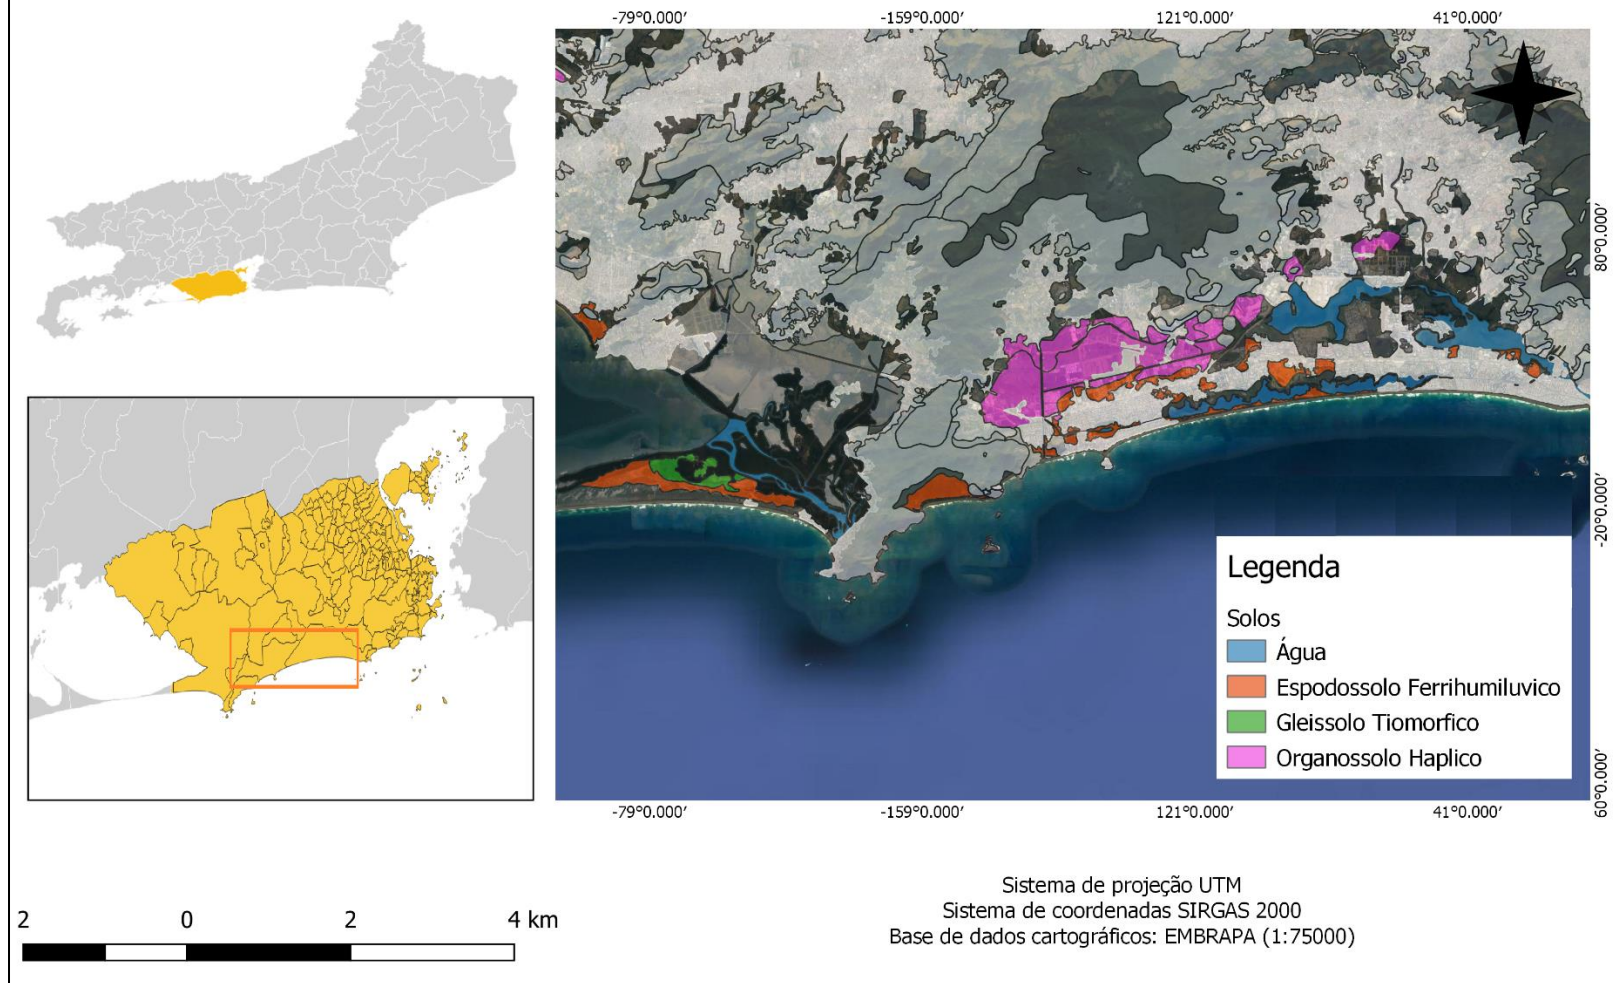 -79°0.000′ -159°0.000′ 121°0.000′ 41°0.000′
80°0.000′
-20°0.000′
60°0.000′
Legenda
Solos
Água
Espodossolo Ferrihumiluvico
Gleissolo Tiomorfico
Organossolo Haplico
-79°0.000′ -159°0.000′ 121°0.000′ 41°0.000′
Sistema de projeção UTM
Sistema de coordenadas SIRGAS 2000
Base de dados cartográficos: EMBRAPA (1:75000)
2 0 2 4 km